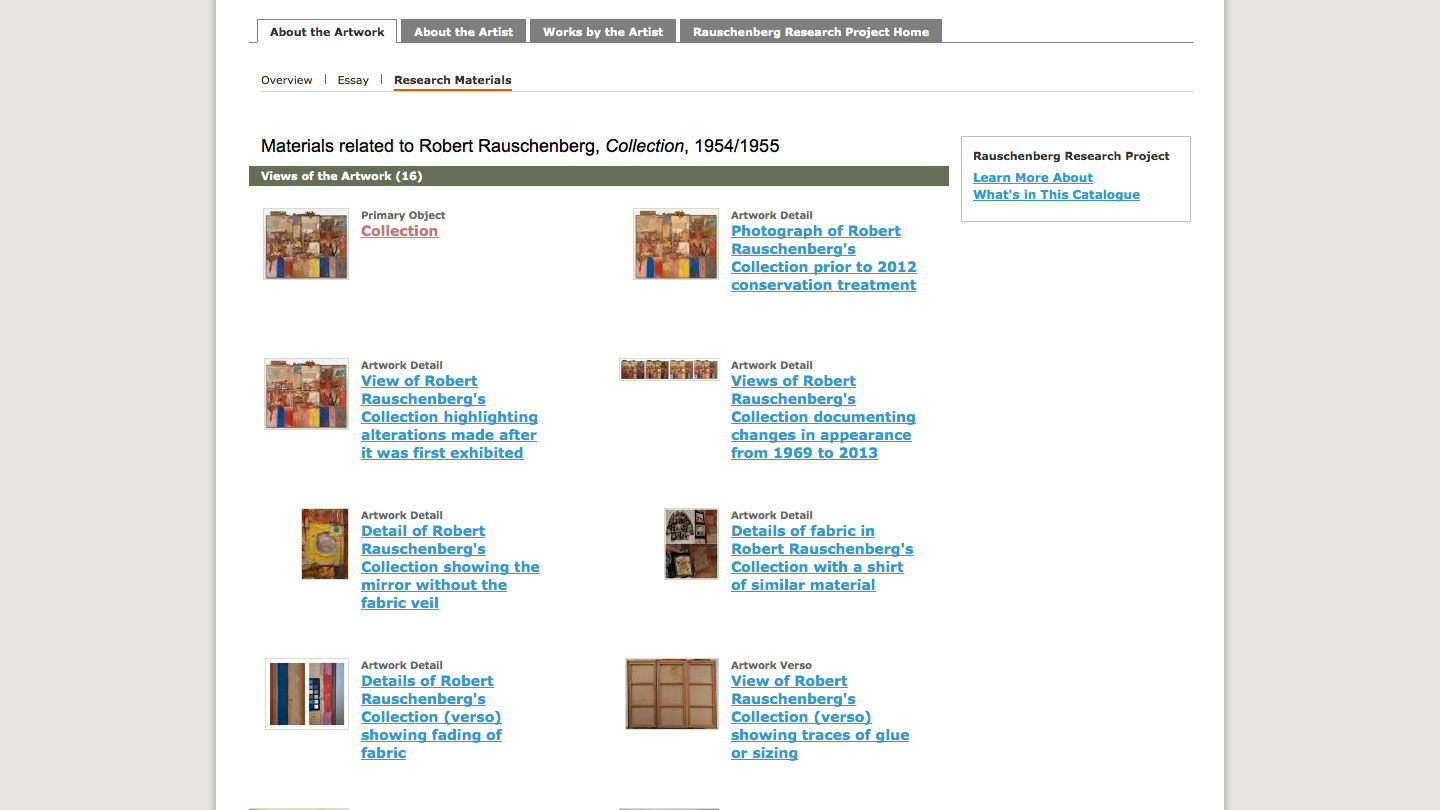 About the Artwork
About the Artist
Works by the Artist
Rauschenberg Research Project Home
Overview | Essay | Research Materials
Materials related to Robert Rauschenberg, Collection, 1954/1955
Views of the Artwork (16)
Primary Object
Collection
Artwork Detail
Photograph of Robert
Rauschenberg's
Collection prior to 2012
conservation treatment
Artwork Detail
View of Robert
Rauschenberg's
Collection highlighting
alterations made after
it was first exhibited
Artwork Detail
Views of Robert
Rauschenberg's
Collection documenting
changes in appearance
from 1969 to 2013
Artwork Detail
Detail of Robert
Rauschenberg's
Collection showing the
mirror without the
fabric veil
Artwork Detail
Details of fabric in
Robert Rauschenberg's
Collection with a shirt
of similar material
Artwork Detail
Details of Robert
Rauschenberg's
Collection (verso)
showing fading of
fabric
Artwork Verso
View of Robert
Rauschenberg's
Collection (verso)
showing traces of glue
or sizing
Rauschenberg Research Project
Learn More About
What's in This Catalogue